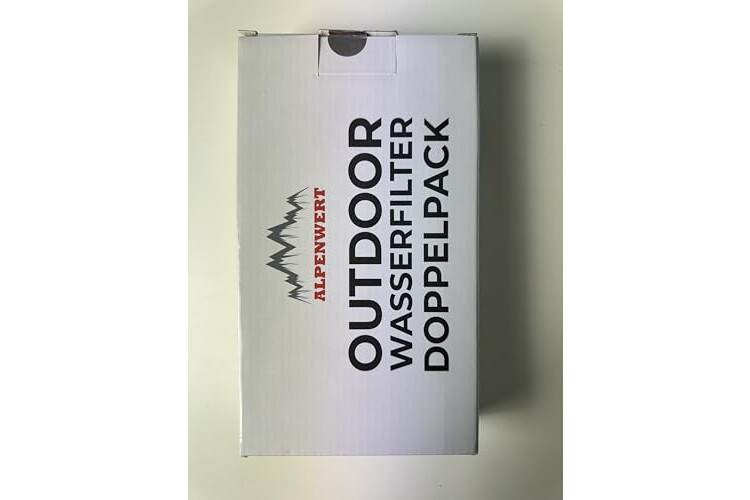 ALPENWERT
OUTDOOR
WASSERFILTER
DOPPELPACK